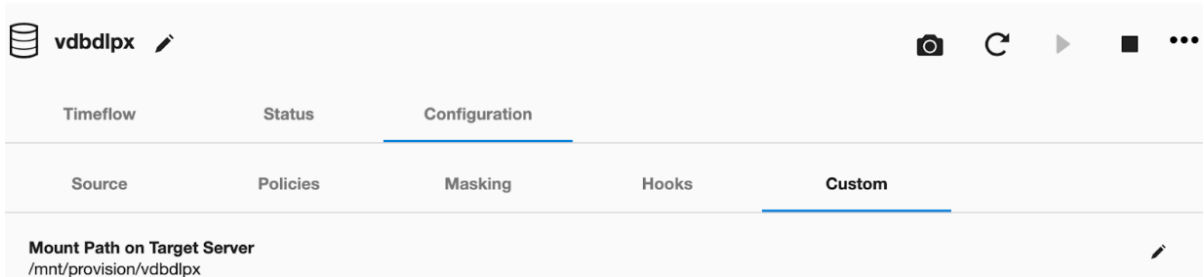 vdbdlpx
Timeflow Status Configuration
Source Policies Masking Hooks Custom
Mount Path on Target Server
/mnt/provision/vdbdlpx